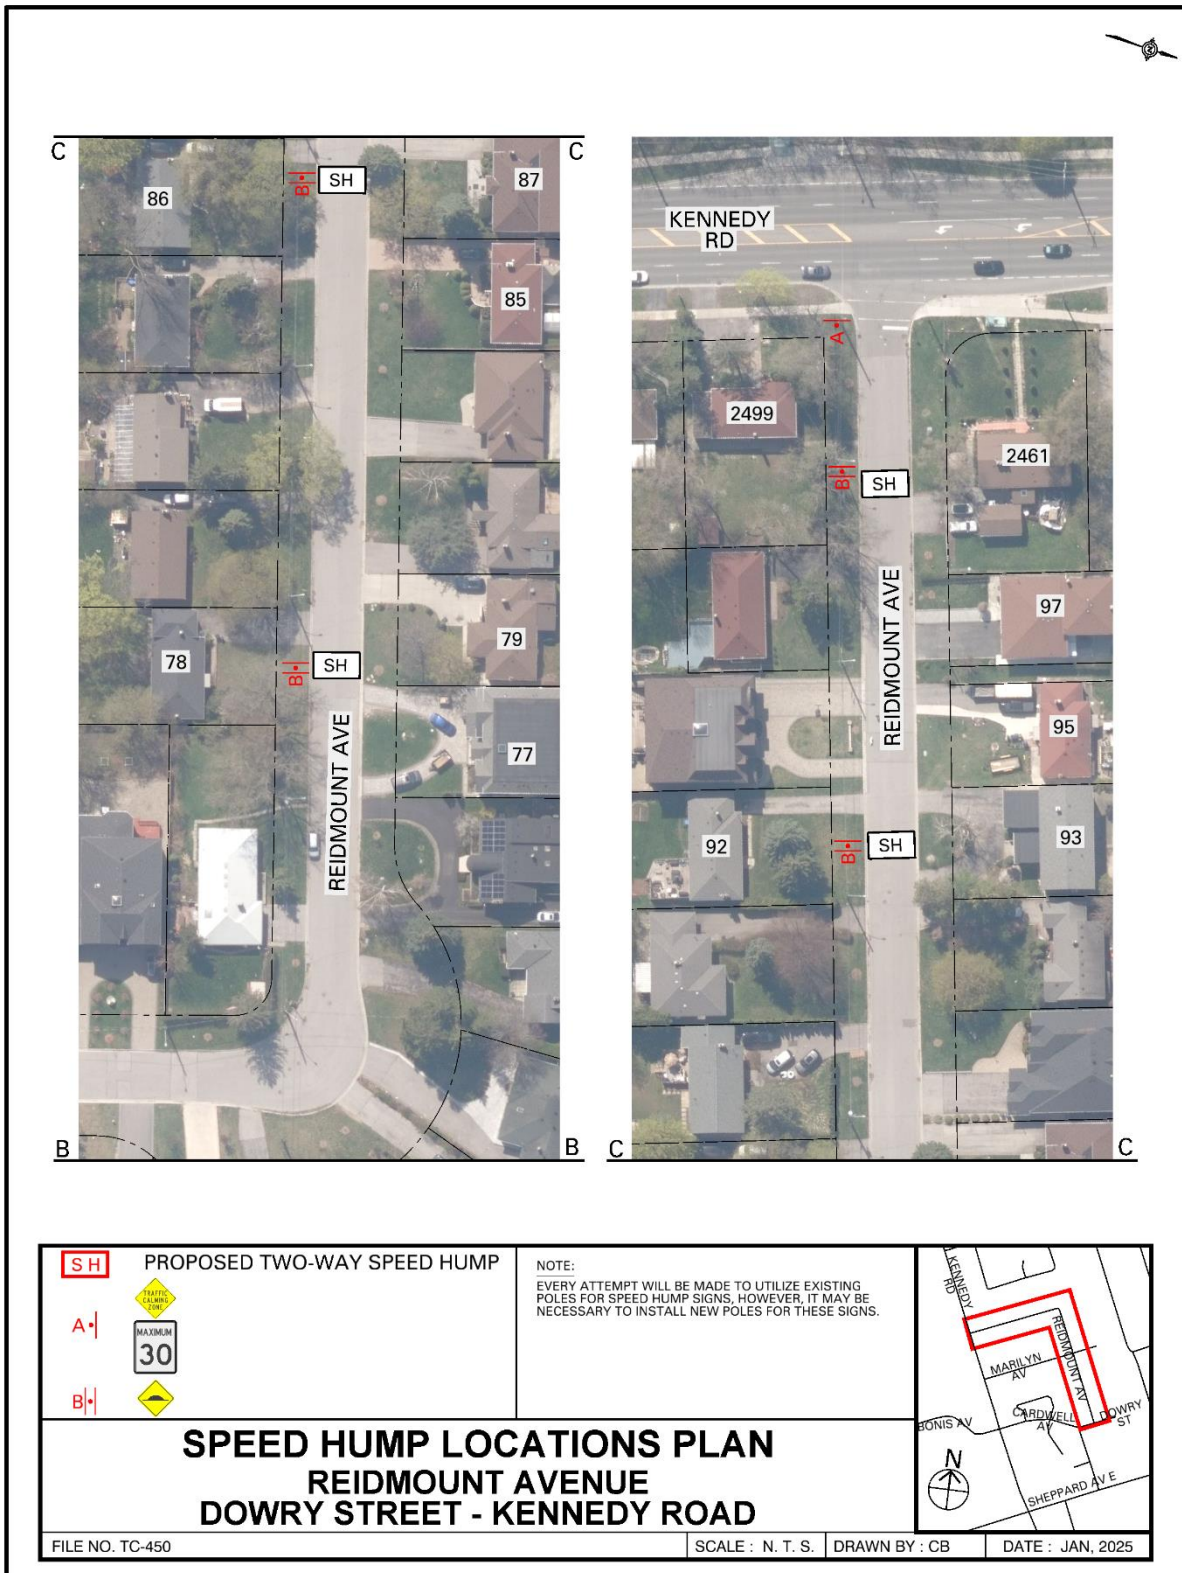 N
C
C
86
B
SH
87
85
79
78
B
SH
77
REIDMOUNT AVE
B
B
KENNEDY
RD
A
2499
2461
B
SH
97
REIDMOUNT AVE
95
92
B
SH
93
C
C
SH PROPOSED TWO-WAY SPEED HUMP
TRAFFIC
CALMING
ZONE
A
MAXIMUM
30
B
NOTE:
EVERY ATTEMPT WILL BE MADE TO UTILIZE EXISTING
POLES FOR SPEED HUMP SIGNS, HOWEVER, IT MAY BE
NECESSARY TO INSTALL NEW POLES FOR THESE SIGNS.
KENNEDY
RD
REIDMOUNT AV
MARILYN
AV
BONIS AV
CARDWELL
AV
DOWRY
ST
N
SHEPPARD AV E
SPEED HUMP LOCATIONS PLAN
REIDMOUNT AVENUE
DOWRY STREET - KENNEDY ROAD
FILE NO. TC-450
SCALE : N. T. S.
DRAWN BY : CB
DATE : JAN, 2025